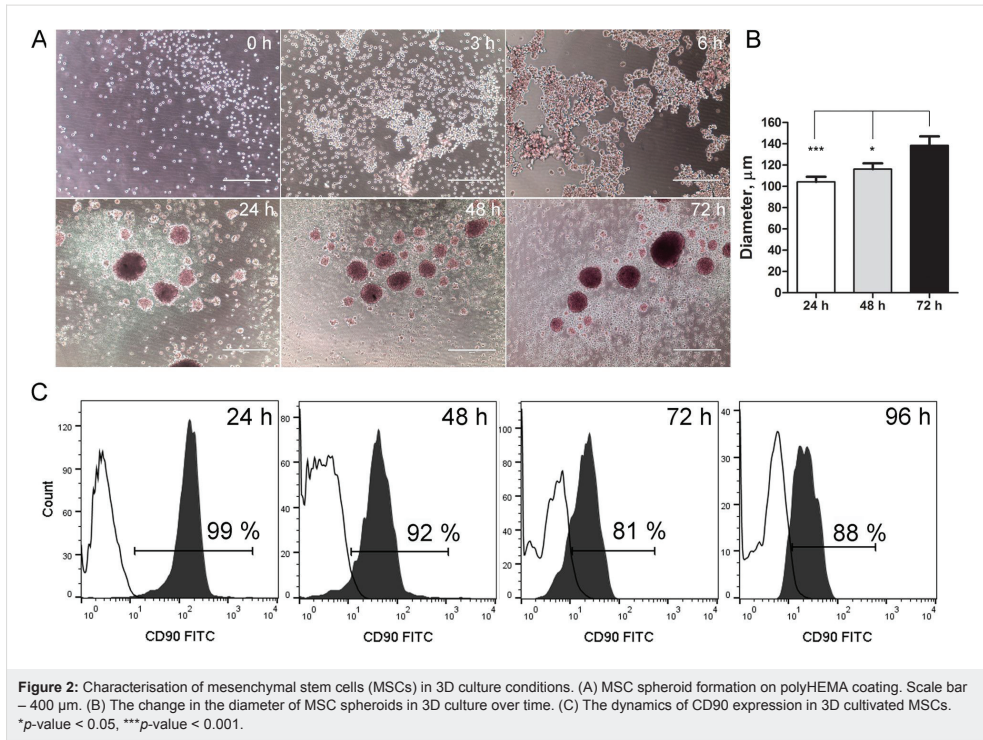 A
0 h
3 h
6 h
24 h
48 h
72 h
B
Diameter, µm
160
140
120
100
80
60
40
20
0
***
*
24 h
48 h
72 h
C
24 h
Count
120
90
60
30
0
99 %
10⁰ 10¹ 10² 10³ 10⁴
CD90 FITC
48 h
80
60
40
20
0
92 %
10⁰ 10¹ 10² 10³ 10⁴
CD90 FITC
72 h
100
80
60
40
20
0
81 %
10⁰ 10¹ 10² 10³ 10⁴
CD90 FITC
96 h
40
30
20
10
0
88 %
10⁰ 10¹ 10² 10³ 10⁴
CD90 FITC
Figure 2: Characterisation of mesenchymal stem cells (MSCs) in 3D culture conditions. (A) MSC spheroid formation on polyHEMA coating. Scale bar
– 400 µm. (B) The change in the diameter of MSC spheroids in 3D culture over time. (C) The dynamics of CD90 expression in 3D cultivated MSCs.
*p-value < 0.05, ***p-value < 0.001.